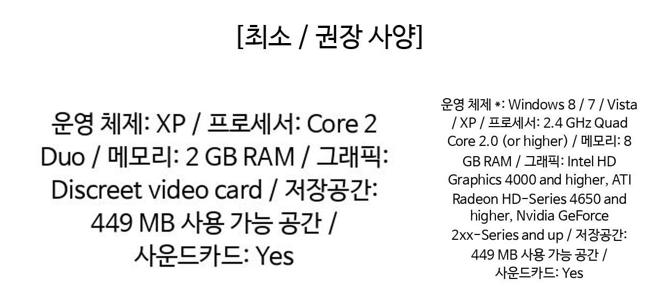 [최소 / 권장 사양]
운영 체제: XP / 프로세서: Core 2
Duo / 메모리: 2 GB RAM / 그래픽:
Discreet video card / 저장공간:
449 MB 사용 가능 공간 /
사운드카드: Yes
운영 체제 *: Windows 8 / 7 / Vista
/ XP / 프로세서: 2.4 GHz Quad
Core 2.0 (or higher) / 메모리: 8
GB RAM / 그래픽: Intel HD
Graphics 4000 and higher, ATI
Radeon HD-Series 4650 and
higher, Nvidia GeForce
2xx-Series and up / 저장공간:
449 MB 사용 가능 공간 /
사운드카드: Yes